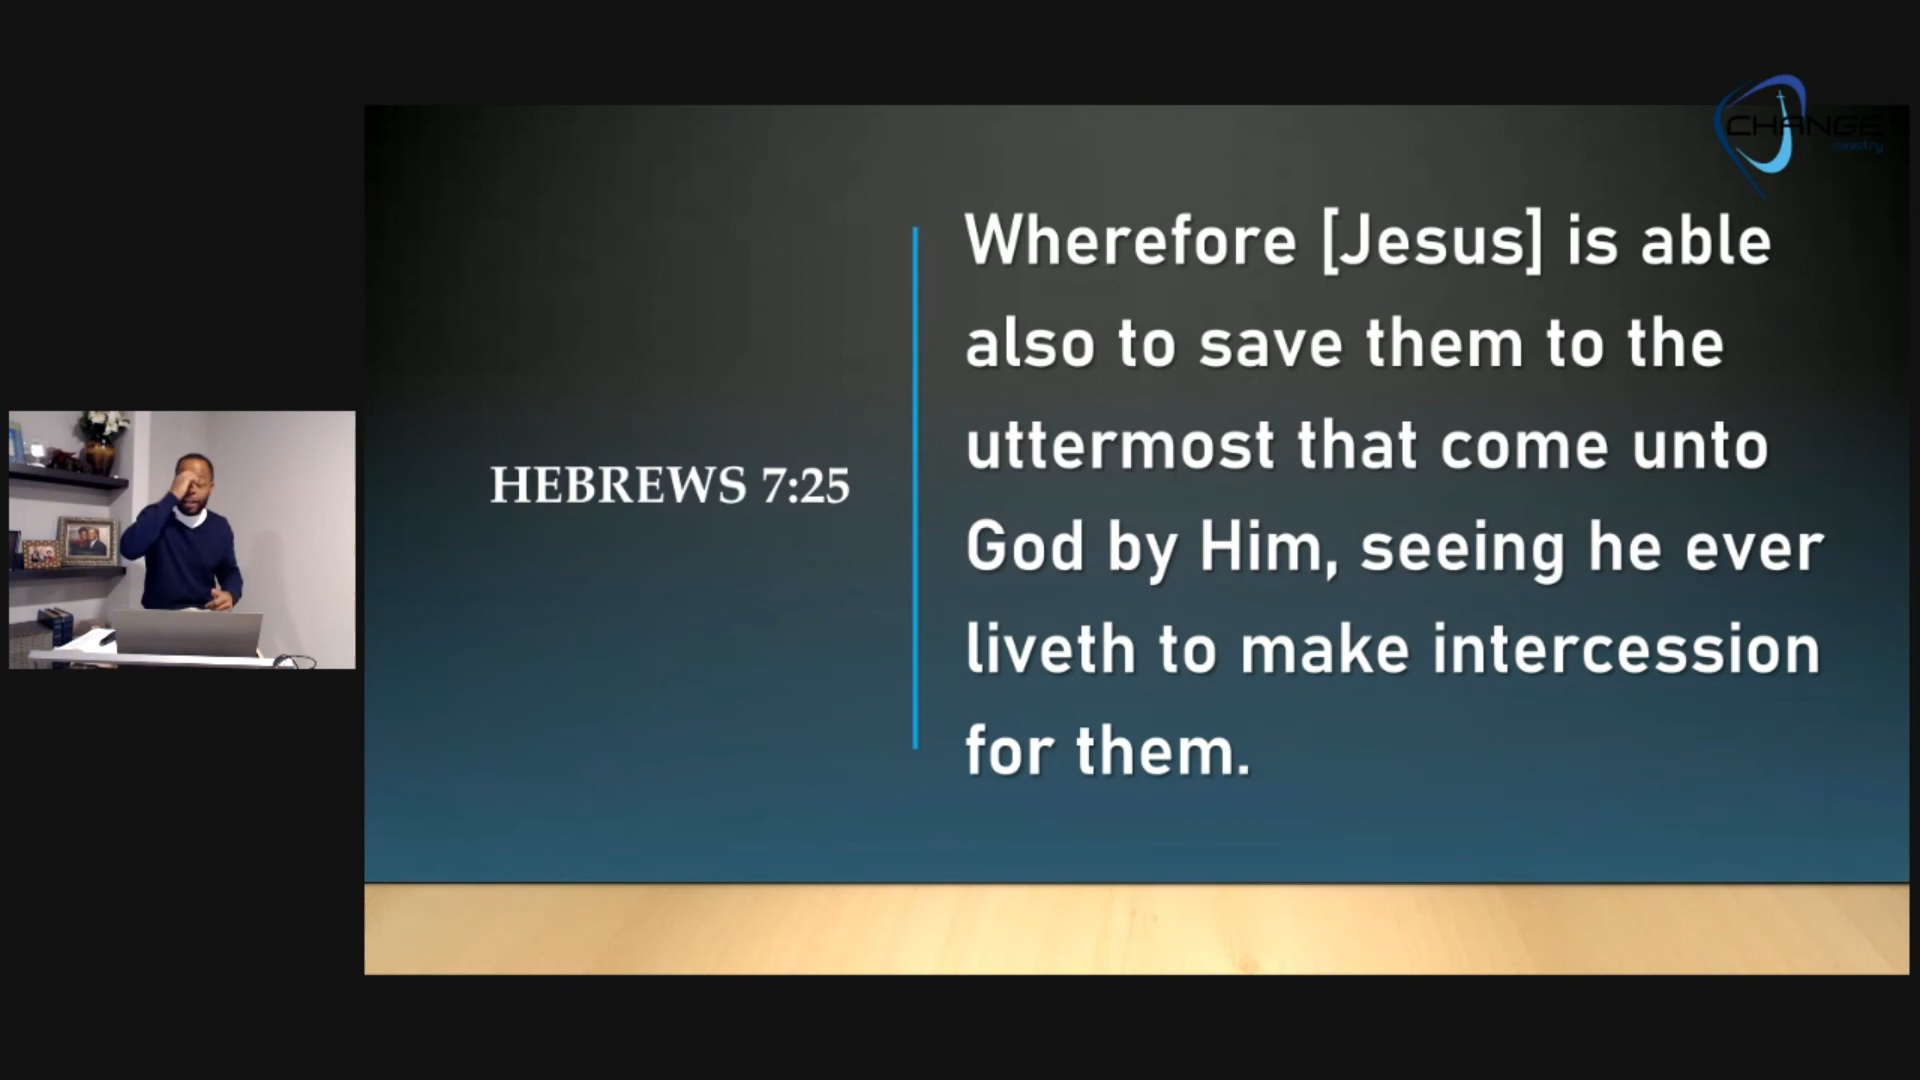 CHANGE
ministry
HEBREWS 7:25
Wherefore [Jesus] is able
also to save them to the
uttermost that come unto
God by Him, seeing he ever
liveth to make intercession
for them.